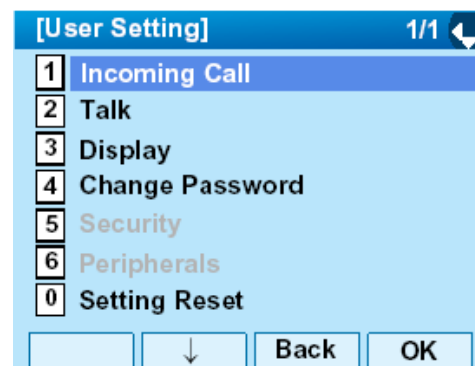 [User Setting] 1/1
1 Incoming Call
2 Talk
3 Display
4 Change Password
5 Security
6 Peripherals
0 Setting Reset
↓ Back OK